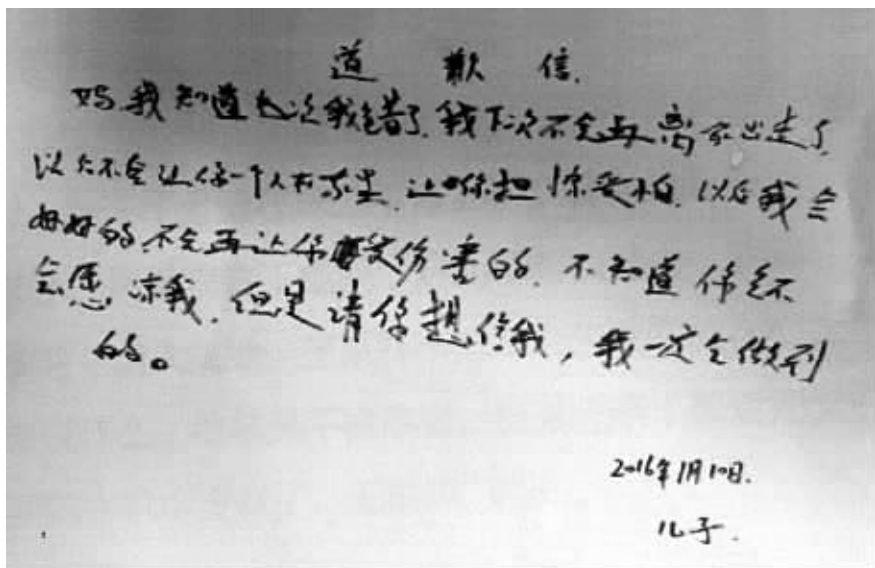 道歉信.
妈我知道这次我错了.我下次不会再离家出走了.
以后不会让你一个人在家里.让你担惊受怕.以后我会
好好的不会再让你受伤害的.不知道你会不
会愿谅我.但是请你想信我，我一定会做到
的。
2016年1月10日.
儿子.